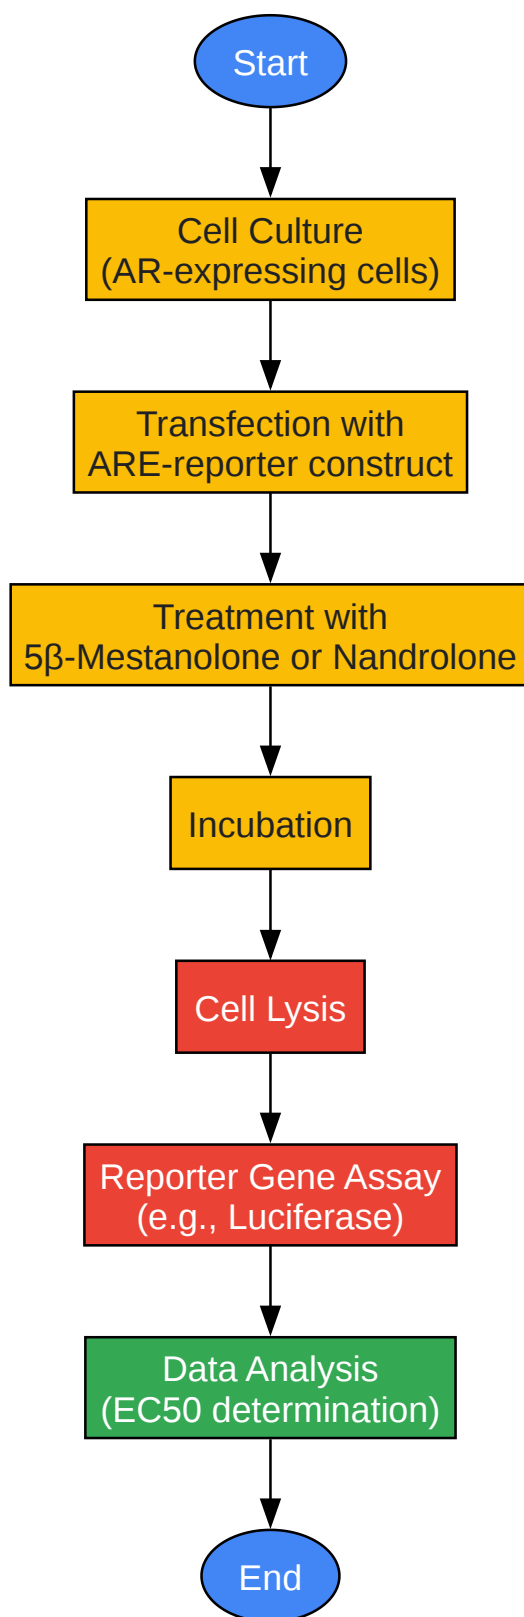 Start
Cell Culture
(AR-expressing cells)
Transfection with
ARE-reporter construct
Treatment with
5β-Mestanolone or Nandrolone
Incubation
Cell Lysis
Reporter Gene Assay
(e.g., Luciferase)
Data Analysis
(EC50 determination)
End